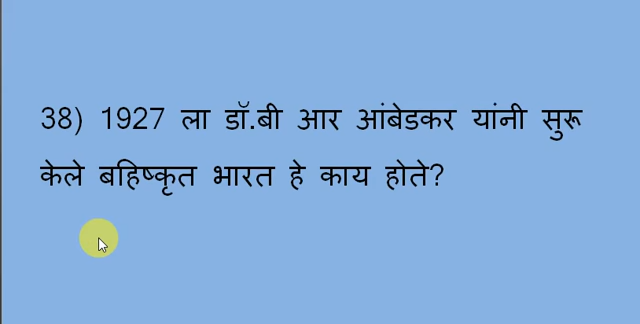 38) 1927 ला डॉ.बी आर आंबेडकर यांनी सुरू
केले बहिष्कृत भारत हे काय होते?